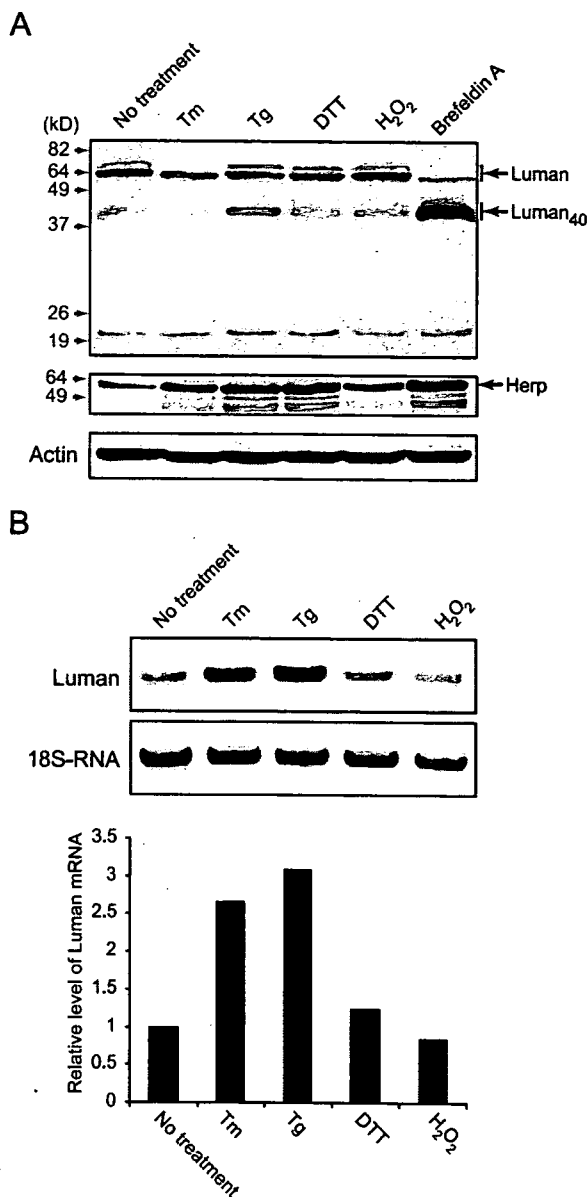 A
No treatment
Tm
Tg
DTT
H₂O₂
Brefeldin A
(kD)
82
64
49
37
26
19
Luman
Luman₄₀
64
49
Herp
Actin
B
No treatment
Tm
Tg
DTT
H₂O₂
Luman
18S-RNA
Relative level of Luman mRNA
3.5
3
2.5
2
1.5
1
0.5
0
No treatment
Tm
Tg
DTT
H₂O₂